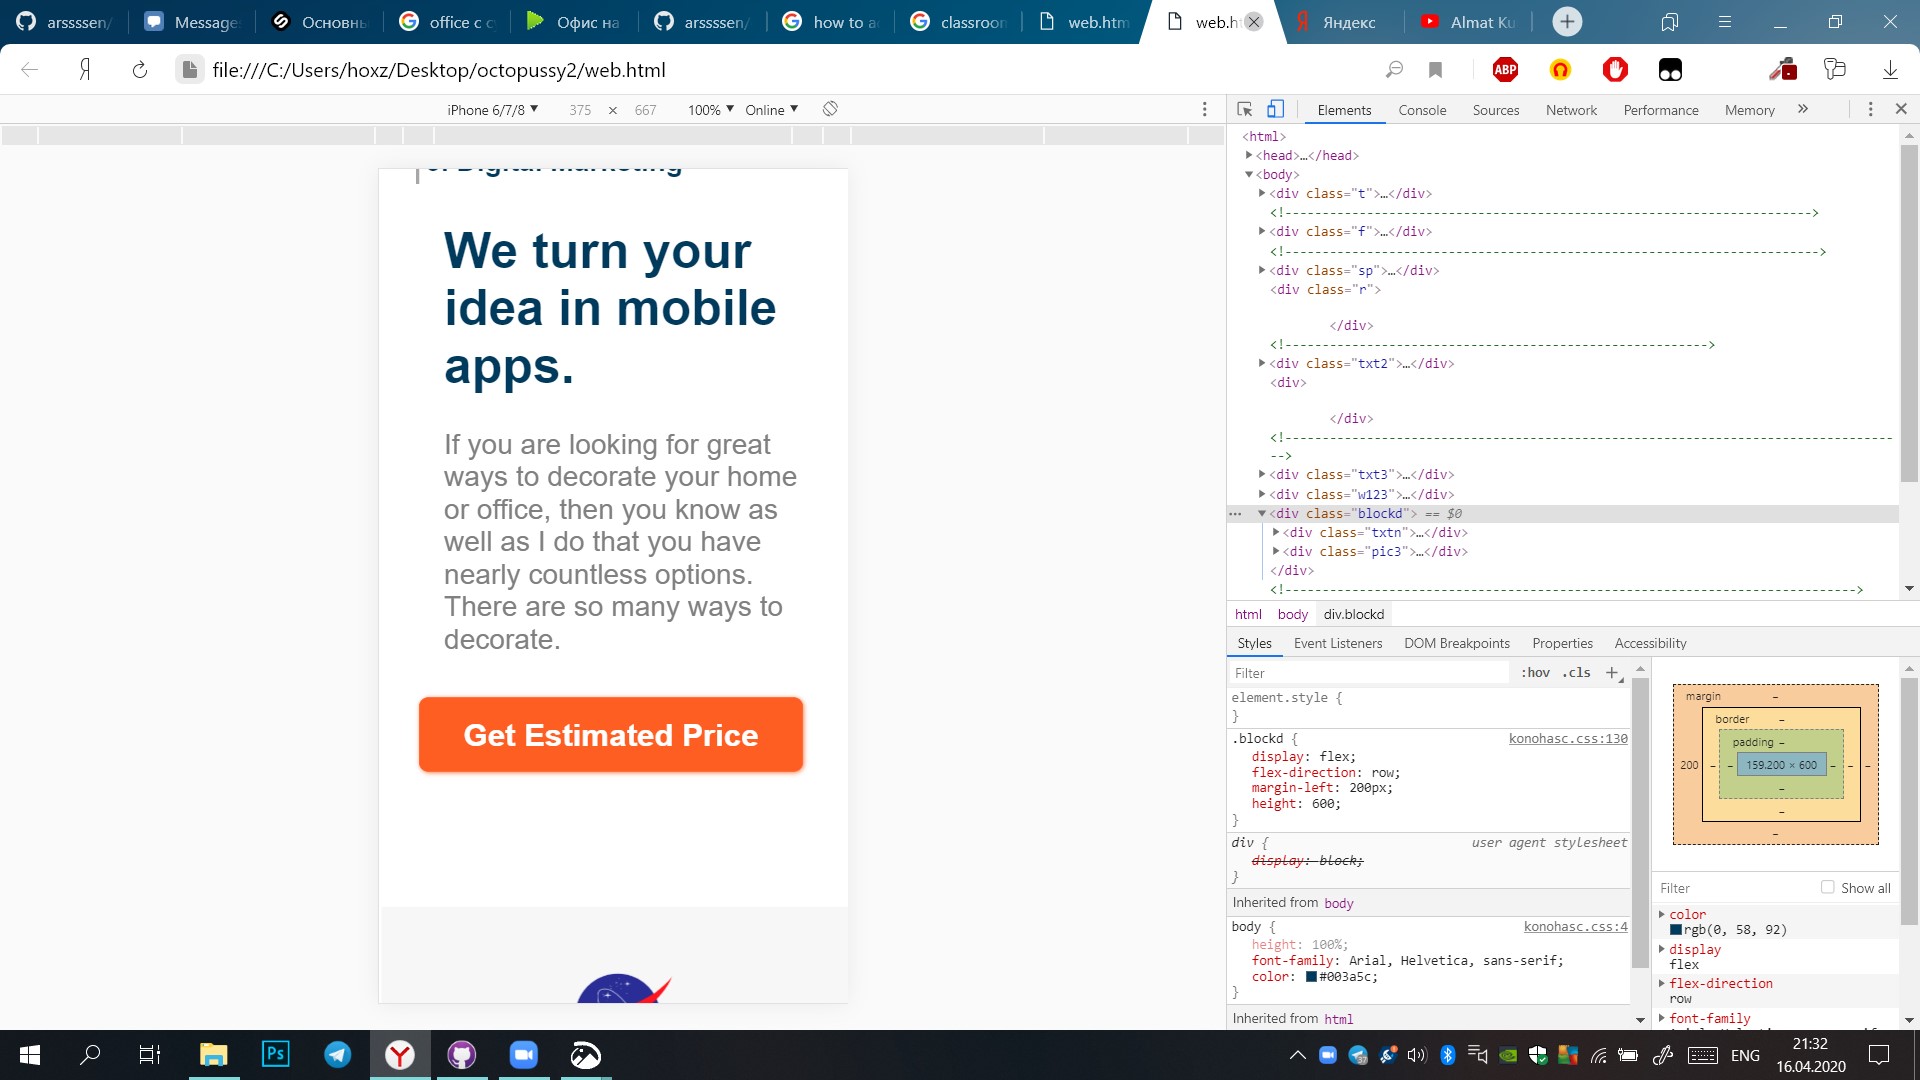 arssssen/
Message
Основнь
office с с
Офис на
arssssen/
how to a
classroon
web.htm
web.ht
Яндекс
Almat Ku
file:///C:/Users/hoxz/Desktop/octopussy2/web.html
ABP
iPhone 6/7/8 ▼ 375 × 667 100% ▼ Online ▼
Elements Console Sources Network Performance Memory »
3. Digital Marketing
We turn your
idea in mobile
apps.
If you are looking for great
ways to decorate your home
or office, then you know as
well as I do that you have
nearly countless options.
There are so many ways to
decorate.
Get Estimated Price
<html>
<head>…</head>
<body>
<div class="t">…</div>
<div class="f">…</div>
<div class="sp">…</div>
<div class="r">
</div>
<div class="txt2">…</div>
<div>
</div>
-->
<div class="txt3">…</div>
<div class="w123">…</div>
<div class="blockd"> == $0
<div class="txtn">…</div>
<div class="pic3">…</div>
</div>
html body div.blockd
Styles Event Listeners DOM Breakpoints Properties Accessibility
Filter :hov .cls +
element.style {
}
.blockd { konohasc.css:130
display: flex;
flex-direction: row;
margin-left: 200px;
height: 600;
}
div { user agent stylesheet
display: block;
}
Inherited from body
body { konohasc.css:4
height: 100%;
font-family: Arial, Helvetica, sans-serif;
color: #003a5c;
}
Inherited from html
margin –
border –
padding –
200 – – 159.200 × 600 – – –
–
–
–
Filter Show all
color
rgb(0, 58, 92)
display
flex
flex-direction
row
font-family
Ps
ENG
21:32
16.04.2020